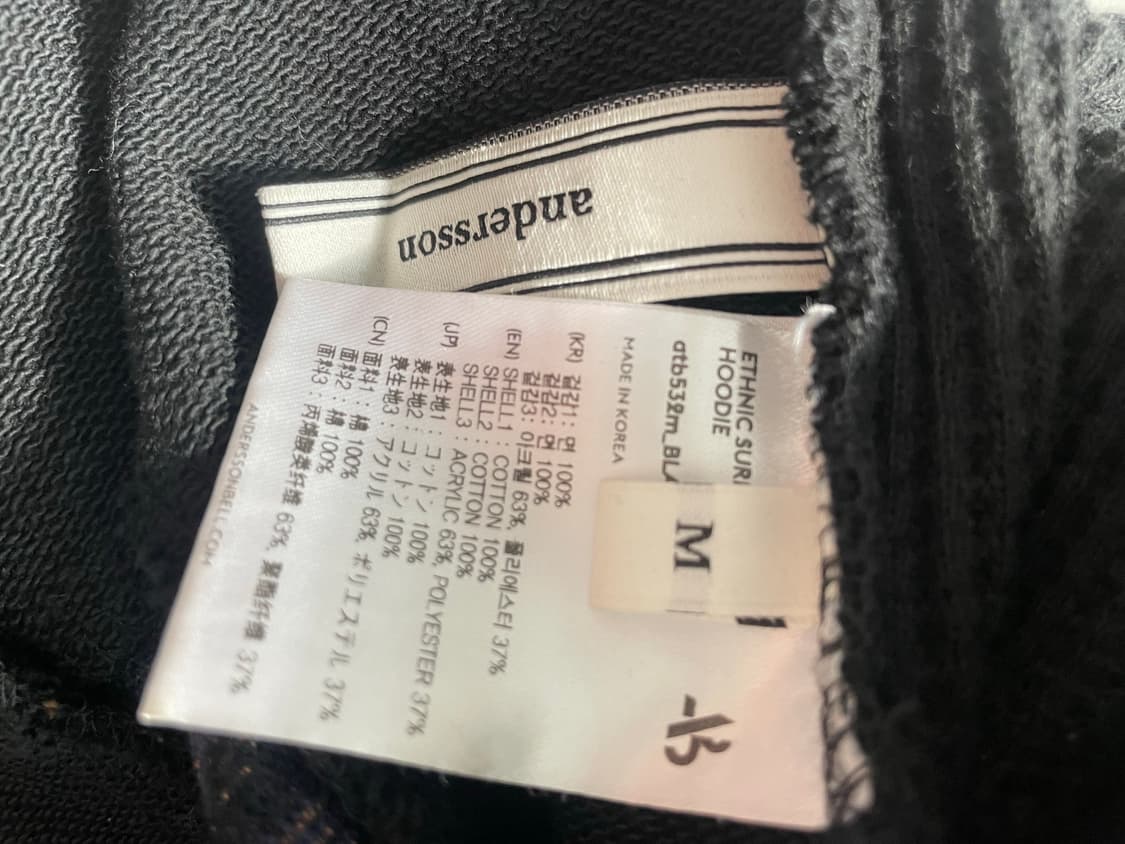 andersson
ETHNIC SUR
HOODIE
atb532m_BLA
M
MADE IN KOREA
(KR) 겉감1: 면 100%
겉감2: 면 100%
겉감3: 아크릴 63%, 폴리에스터 37%
(EN) SHELL1 : COTTON 100%
SHELL2 : COTTON 100%
SHELL3 : ACRYLIC 63%, POLYESTER 37%
(JP) 表生地1 : コットン 100%
表生地2 : コットン 100%
表生地3 : アクリル 63%, ポリエステル 37%
(CN) 面料1 : 棉 100%
面料2 : 棉 100%
面料3 : 丙烯酸类纤维 63%, 聚酯纤维 37%
ANDERSSONBELL.COM